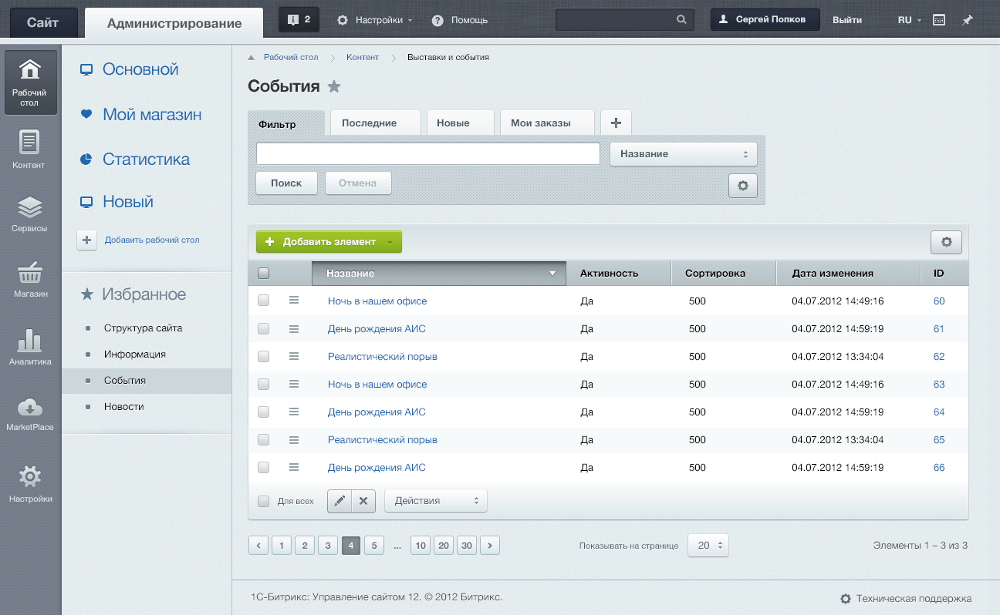 Сайт
Администрирование
2
Настройки
Помощь
Сергей Попков
Выйти
RU
Рабочий
стол
Контент
Сервисы
Магазин
Аналитика
MarketPlace
Настройки
Основной
Мой магазин
Статистика
Новый
Добавить рабочий стол
Избранное
Структура сайта
Информация
События
Новости
Рабочий стол
Контент
Выставки и события
События
Фильтр
Последние
Новые
Мои заказы
Название
Поиск
Отмена
Добавить элемент
Название Активность Сортировка Дата изменения ID
Ночь в нашем офисе Да 500 04.07.2012 14:49:16 60
День рождения АИС Да 500 04.07.2012 14:59:19 61
Реалистический порыв Да 500 04.07.2012 13:34:04 62
Ночь в нашем офисе Да 500 04.07.2012 14:49:16 63
День рождения АИС Да 500 04.07.2012 14:59:19 64
Реалистический порыв Да 500 04.07.2012 13:34:04 65
День рождения АИС Да 500 04.07.2012 14:59:19 66
Для всех
Действия
1 2 3 4 5 ... 10 20 30
Показывать на странице 20
Элементы 1 – 3 из 3
1С-Битрикс: Управление сайтом 12. © 2012 Битрикс.
Техническая поддержка